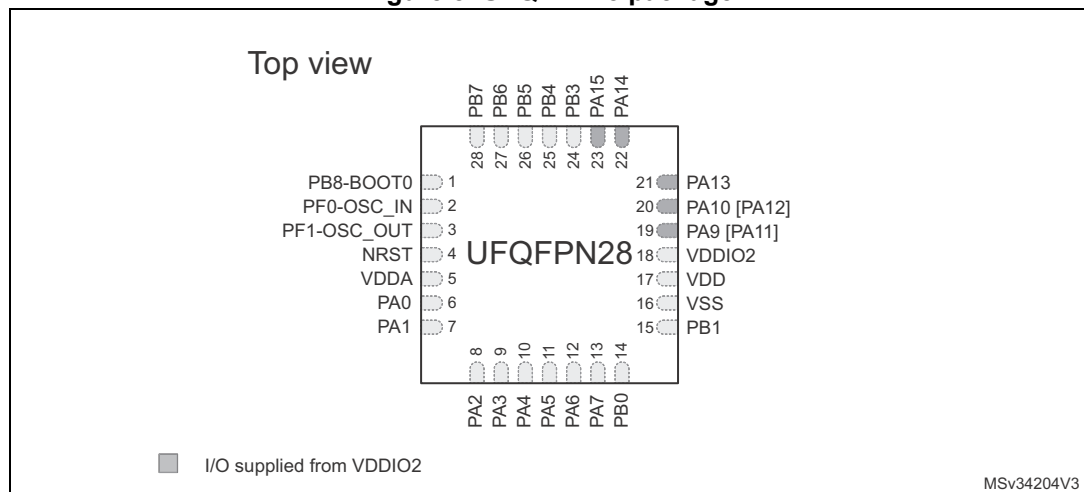 Top view
PB7
PB6
PB5
PB4
PB3
PA15
PA14
28
27
26
25
24
23
22
PB8-BOOT0 1
PF0-OSC_IN 2
PF1-OSC_OUT 3
NRST 4
VDDA 5
PA0 6
PA1 7
UFQFPN28
21 PA13
20 PA10 [PA12]
19 PA9 [PA11]
18 VDDIO2
17 VDD
16 VSS
15 PB1
8
9
10
11
12
13
14
PA2
PA3
PA4
PA5
PA6
PA7
PB0
I/O supplied from VDDIO2
MSv34204V3